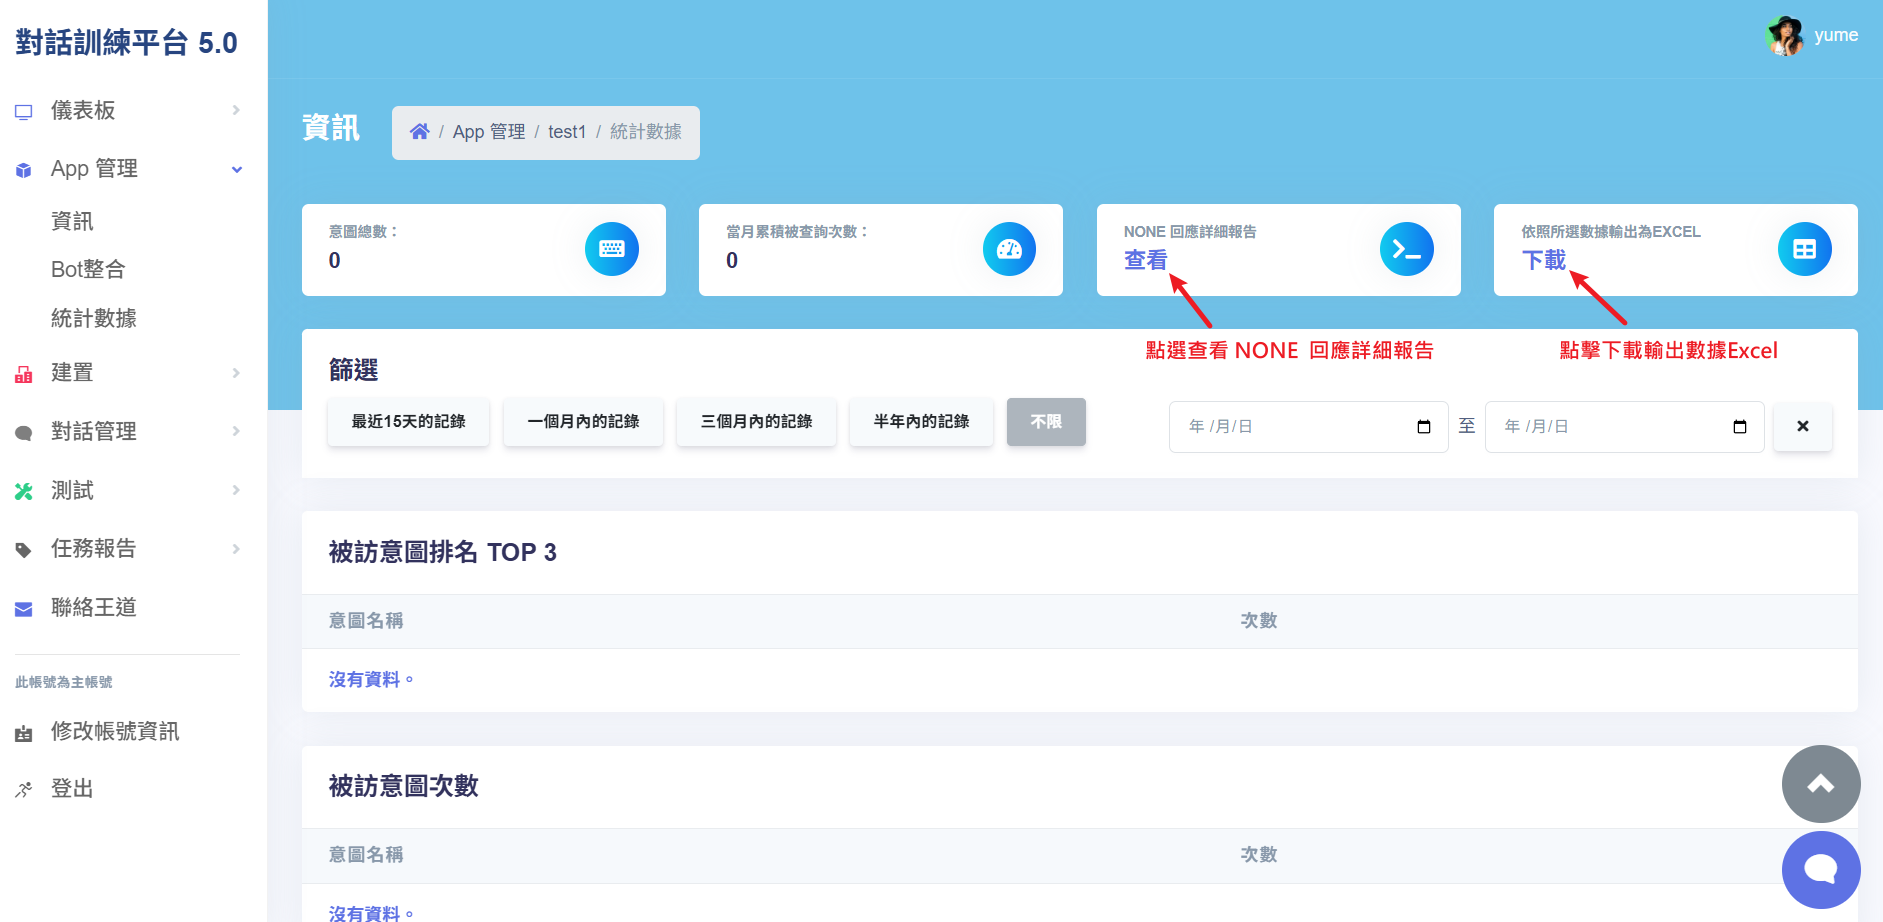 對話訓練平台 5.0
yume
儀表板
App 管理
資訊
Bot整合
統計數據
建置
對話管理
測試
任務報告
聯絡王道
此帳號為主帳號
修改帳號資訊
登出
資訊
/ App 管理 / test1 / 統計數據
意圖總數：
0
當月累積被查詢次數：
0
NONE 回應詳細報告
查看
依照所選數據輸出為EXCEL
下載
點選查看 NONE 回應詳細報告
點擊下載輸出數據Excel
篩選
最近15天的記錄
一個月內的記錄
三個月內的記錄
半年內的記錄
不限
年 /月/日
至
年 /月/日
被訪意圖排名 TOP 3
意圖名稱 次數
沒有資料。
被訪意圖次數
意圖名稱 次數
沒有資料。